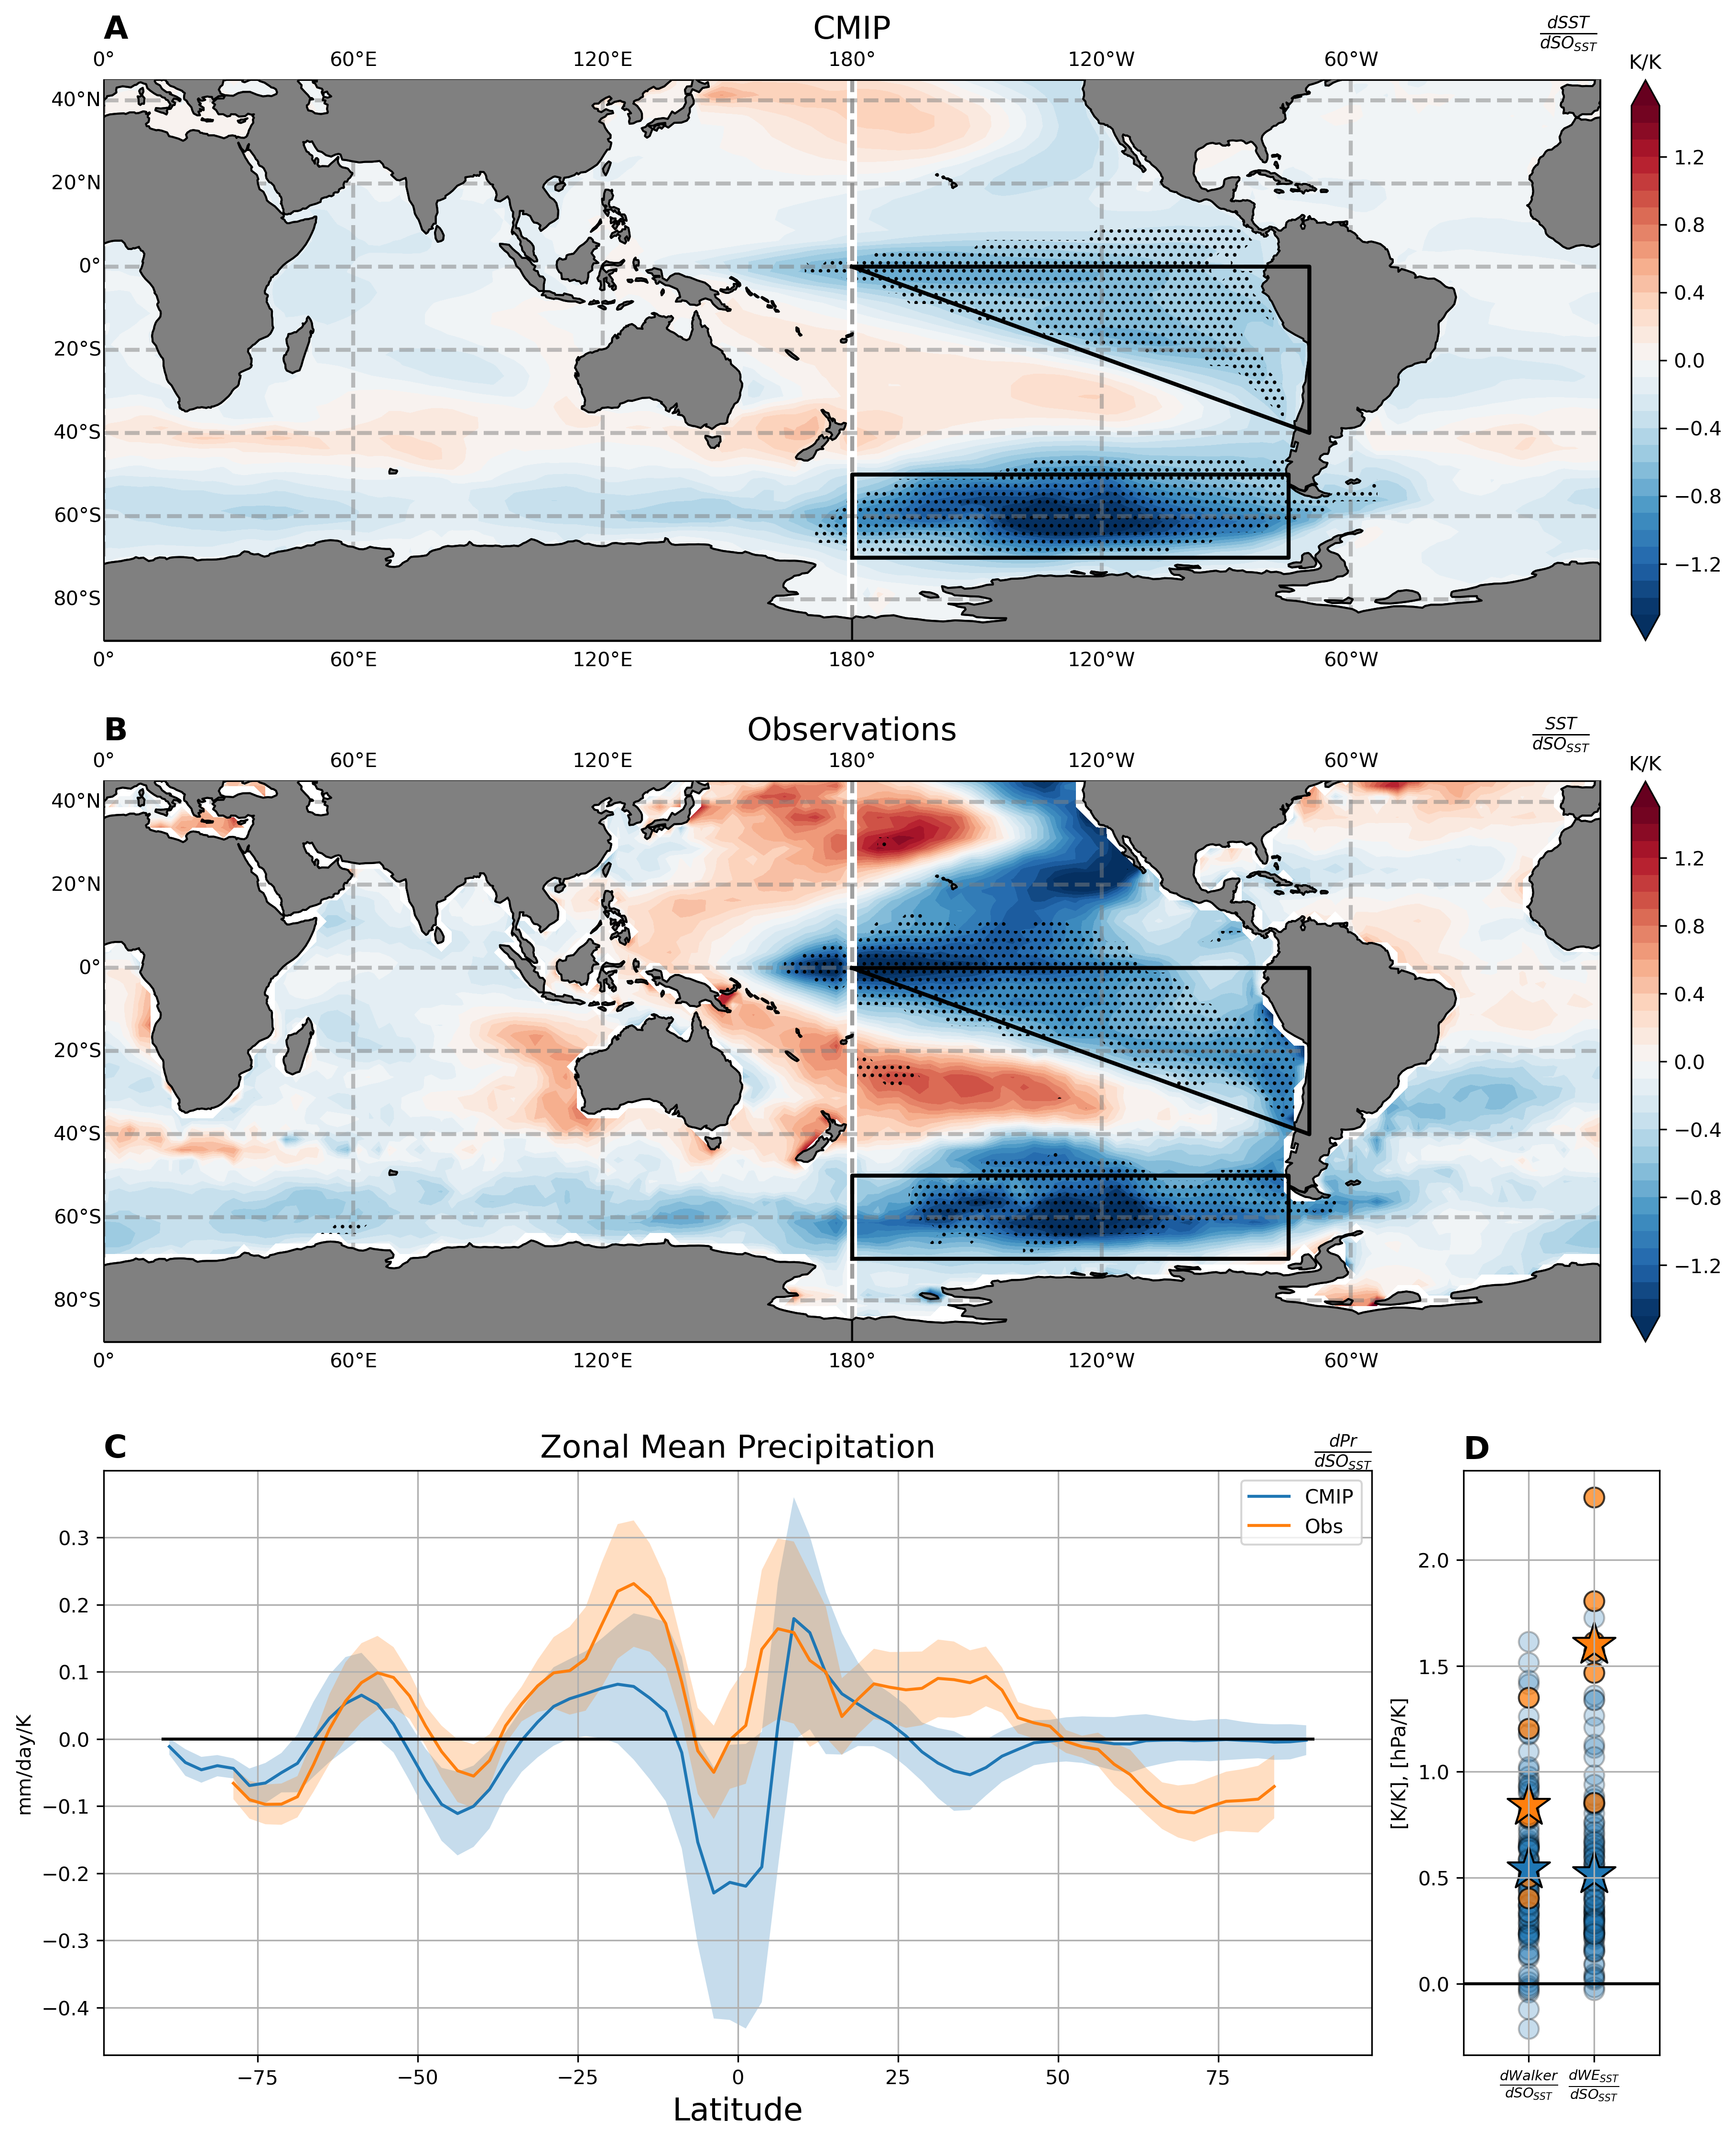 A
CMIP
dSST
dSO_SST
0° 60°E 120°E 180° 120°W 60°W
K/K
40°N
20°N
0°
20°S
40°S
60°S
80°S
1.2
0.8
0.4
0.0
−0.4
−0.8
−1.2
0° 60°E 120°E 180° 120°W 60°W
B
Observations
SST
dSO_SST
0° 60°E 120°E 180° 120°W 60°W
K/K
40°N
20°N
0°
20°S
40°S
60°S
80°S
1.2
0.8
0.4
0.0
−0.4
−0.8
−1.2
0° 60°E 120°E 180° 120°W 60°W
C
Zonal Mean Precipitation
dPr
dSO_SST
CMIP
Obs
mm/day/K
0.3
0.2
0.1
0.0
−0.1
−0.2
−0.3
−0.4
−75 −50 −25 0 25 50 75
Latitude
D
[K/K], [hPa/K]
2.0
1.5
1.0
0.5
0.0
dWalker dWE_SST
dSO_SST dSO_SST